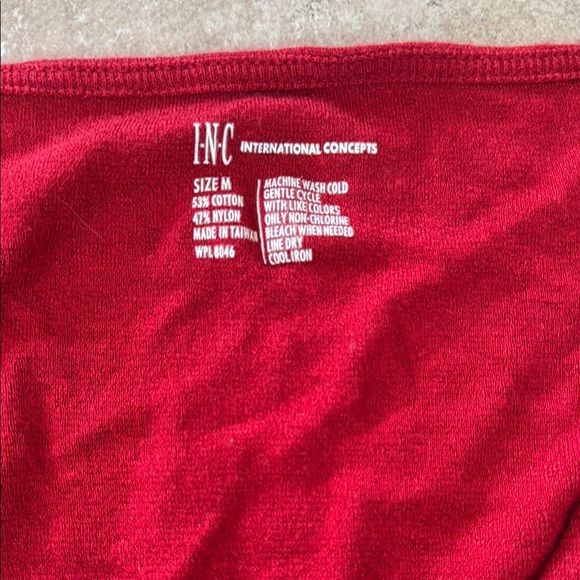 I·N·C INTERNATIONAL CONCEPTS
SIZE M
53% COTTON
47% NYLON
MADE IN TAIWAN
WPL 8046
MACHINE WASH COLD
GENTLE CYCLE
WITH LIKE COLORS
ONLY NON-CHLORINE
BLEACH WHEN NEEDED
LINE DRY
COOL IRON